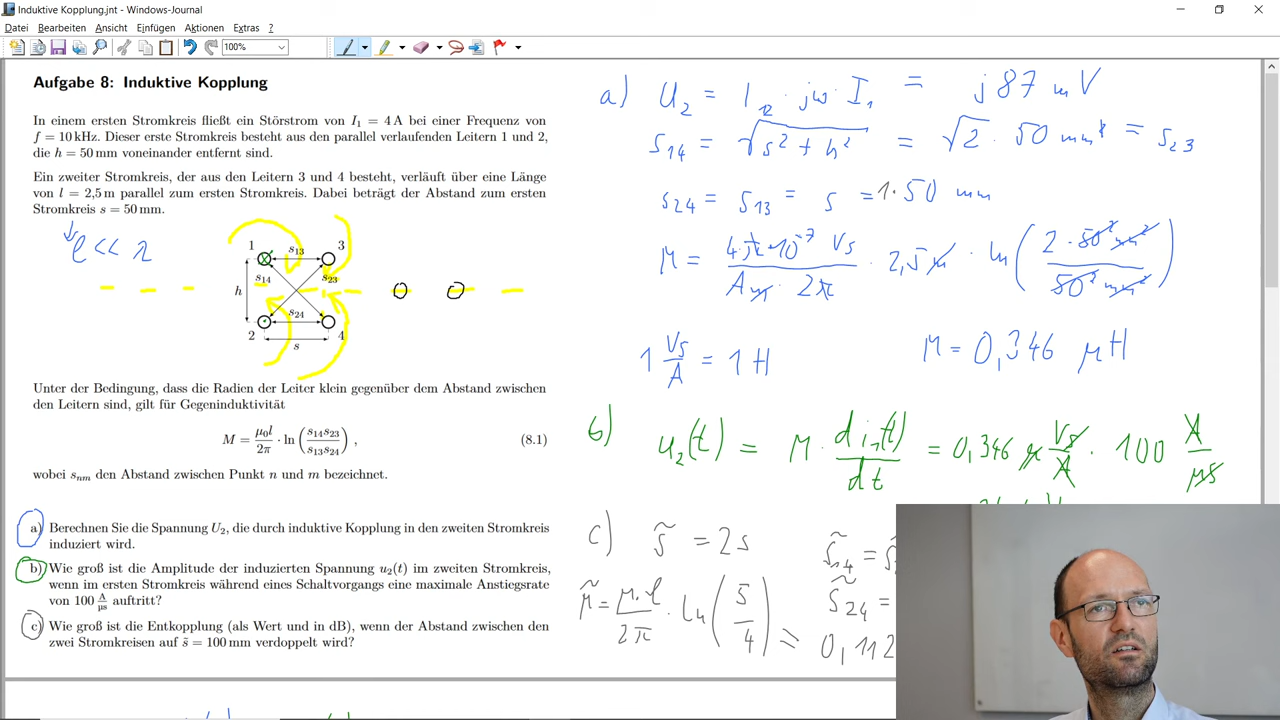 Induktive Kopplung.jnt - Windows-Journal
Datei Bearbeiten Ansicht Einfügen Aktionen Extras ?
100%
Aufgabe 8: Induktive Kopplung
In einem ersten Stromkreis fließt ein Störstrom von I₁ = 4 A bei einer Frequenz von
f = 10 kHz. Dieser erste Stromkreis besteht aus den parallel verlaufenden Leitern 1 und 2,
die h = 50 mm voneinander entfernt sind.
Ein zweiter Stromkreis, der aus den Leitern 3 und 4 besteht, verläuft über eine Länge
von l = 2,5 m parallel zum ersten Stromkreis. Dabei beträgt der Abstand zum ersten
Stromkreis s = 50 mm.
l << λ
1 s₁₃ 3
s₁₄ s₂₃
h
s₂₄
2 4
s
Unter der Bedingung, dass die Radien der Leiter klein gegenüber dem Abstand zwischen
den Leitern sind, gilt für Gegeninduktivität
M = μ₀l / 2π · ln(s₁₄s₂₃ / s₁₃s₂₄) , (8.1)
wobei sₙₘ den Abstand zwischen Punkt n und m bezeichnet.
a) Berechnen Sie die Spannung U₂, die durch induktive Kopplung in den zweiten Stromkreis
induziert wird.
b) Wie groß ist die Amplitude der induzierten Spannung u₂(t) im zweiten Stromkreis,
wenn im ersten Stromkreis während eines Schaltvorgangs eine maximale Anstiegsrate
von 100 A/μs auftritt?
c) Wie groß ist die Entkopplung (als Wert und in dB), wenn der Abstand zwischen den
zwei Stromkreisen auf s̃ = 100 mm verdoppelt wird?
a) U₂ = · jω · I₁ = j 87 mV
s₁₄ = √(s² + h²) = √2 · 50 mm = s₂₃
s₂₄ = s₁₃ = s = 1·50 mm
M = 4·π·10⁻⁷ Vs / Am · 2π · 2,5 m · ln(2·50² mm² / 50² mm²)
1 Vs/A = 1 H M = 0,346 μH
b) u₂(t) = M · d i₁(t) / dt = 0,346 μ Vs/A · 100 A/μs
c) s̃ = 2s s̃₁₄ =
s̃₂₄ =
M̃ = μ₀·l / 2π · ln(5/4) ≈ 0,112